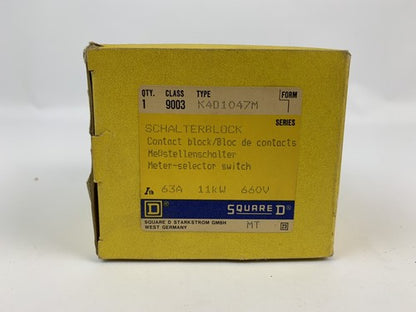 QTY. CLASS TYPE FORM
1 9003 K4D1047M
SERIES
SCHALTERBLOCK
Contact block/Bloc de contacts
Meßstellenschalter
Meter-selector switch
Ith 63A 11kW 660V
D SQUARE D
SQUARE D STARKSTROM GMBH
WEST GERMANY MT D